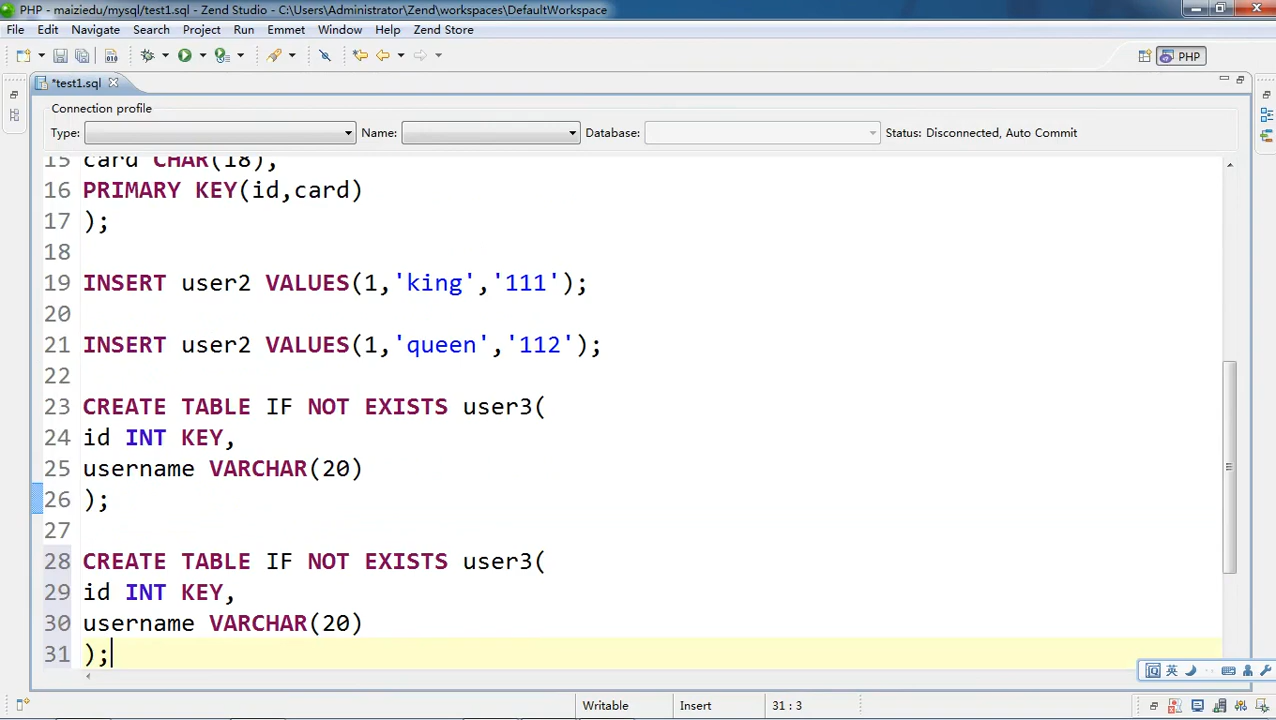 PHP - maiziedu/mysql/test1.sql - Zend Studio - C:\Users\Administrator\Zend\workspaces\DefaultWorkspace
File Edit Navigate Search Project Run Emmet Window Help Zend Store
PHP
*test1.sql
Connection profile
Type: Name: Database: Status: Disconnected, Auto Commit
15 card CHAR(18),
16 PRIMARY KEY(id,card)
17 );
18
19 INSERT user2 VALUES(1,'king','111');
20
21 INSERT user2 VALUES(1,'queen','112');
22
23 CREATE TABLE IF NOT EXISTS user3(
24 id INT KEY,
25 username VARCHAR(20)
26 );
27
28 CREATE TABLE IF NOT EXISTS user3(
29 id INT KEY,
30 username VARCHAR(20)
31 );
英
Writable Insert 31 : 3